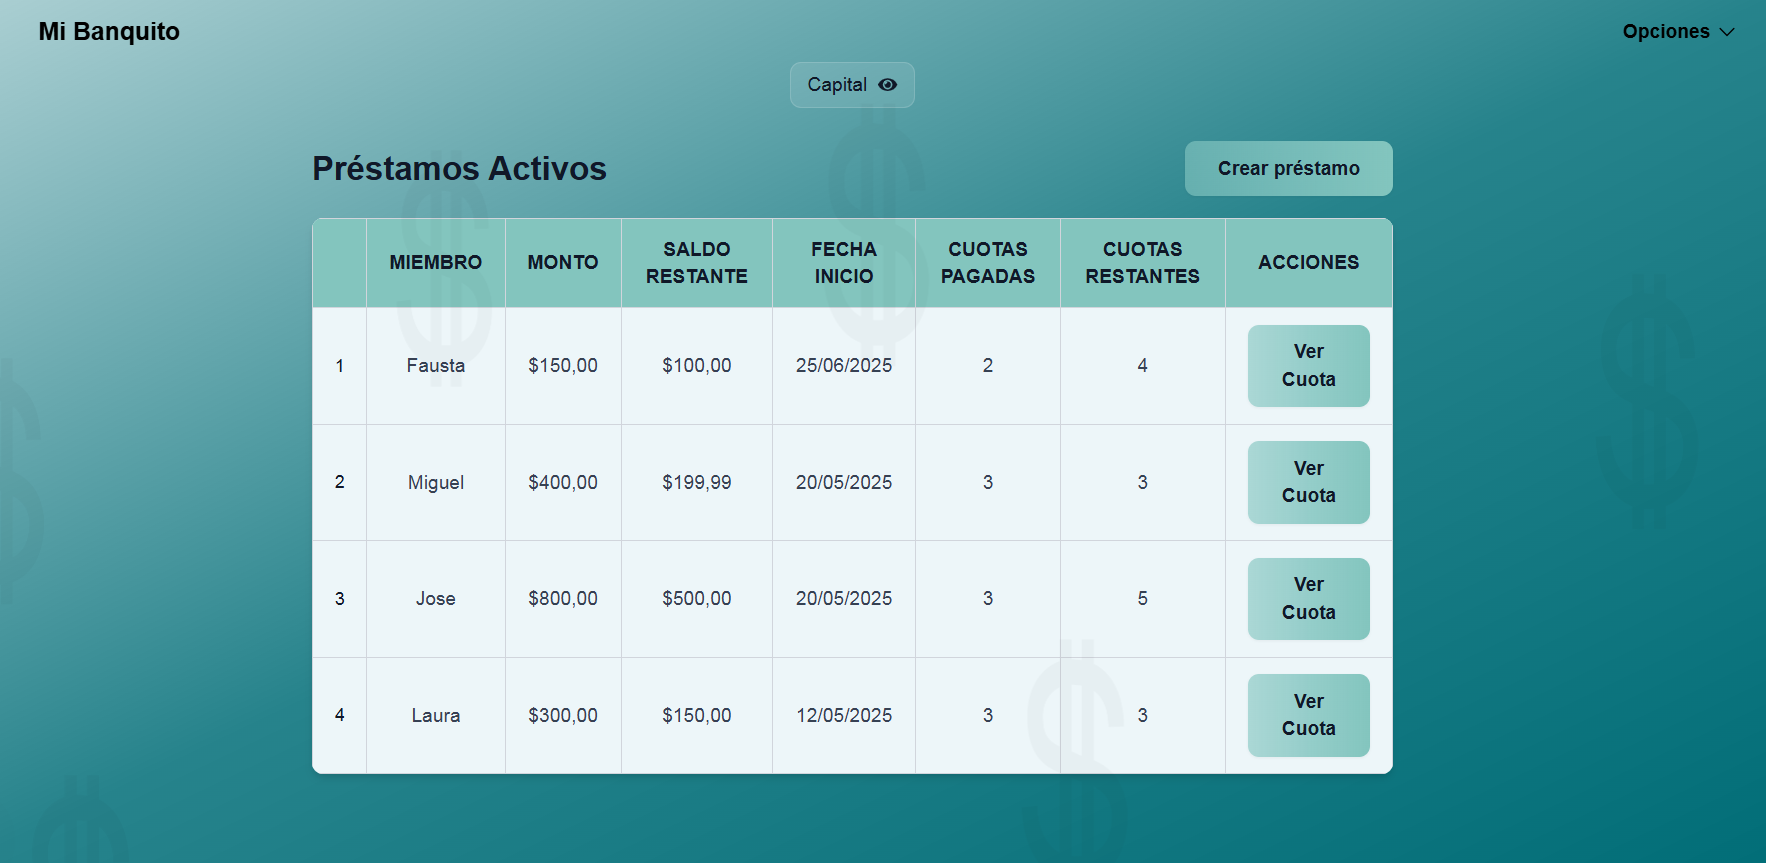 Mi Banquito
Opciones
Capital
Préstamos Activos
Crear préstamo
MIEMBRO MONTO SALDO RESTANTE FECHA INICIO CUOTAS PAGADAS CUOTAS RESTANTES ACCIONES
1 Fausta $150,00 $100,00 25/06/2025 2 4 Ver Cuota
2 Miguel $400,00 $199,99 20/05/2025 3 3 Ver Cuota
3 Jose $800,00 $500,00 20/05/2025 3 5 Ver Cuota
4 Laura $300,00 $150,00 12/05/2025 3 3 Ver Cuota